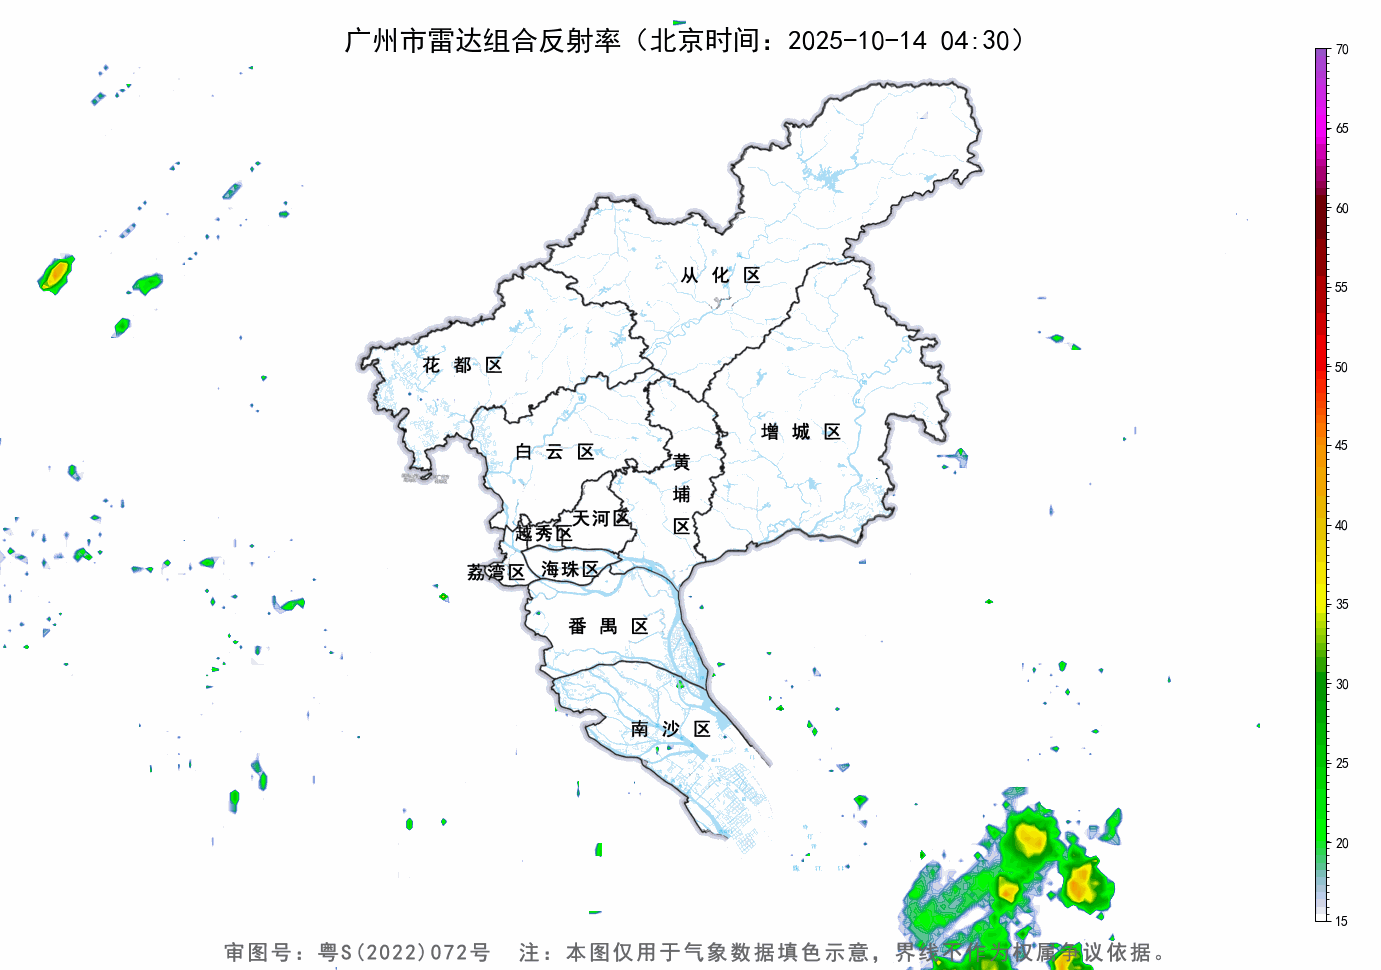 广州市雷达组合反射率（北京时间：2025-10-14 04:30）
70
65
60
55
50
45
40
35
30
25
20
15
从化区
花都区
增城区
白云区
黄埔区
天河区
越秀区
荔湾区
海珠区
番禺区
南沙区
审图号：粤S(2022)072号 注：本图仅用于气象数据填色示意，界线不作为权属争议依据。